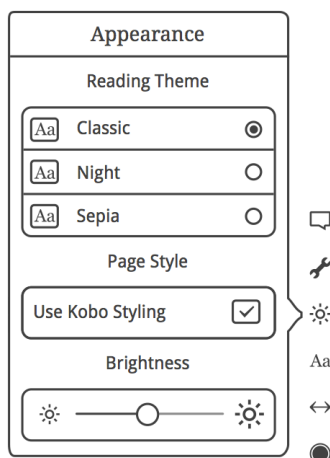 Appearance
Reading Theme
Aa Classic
Aa Night
Aa Sepia
Page Style
Use Kobo Styling
Aa
Brightness